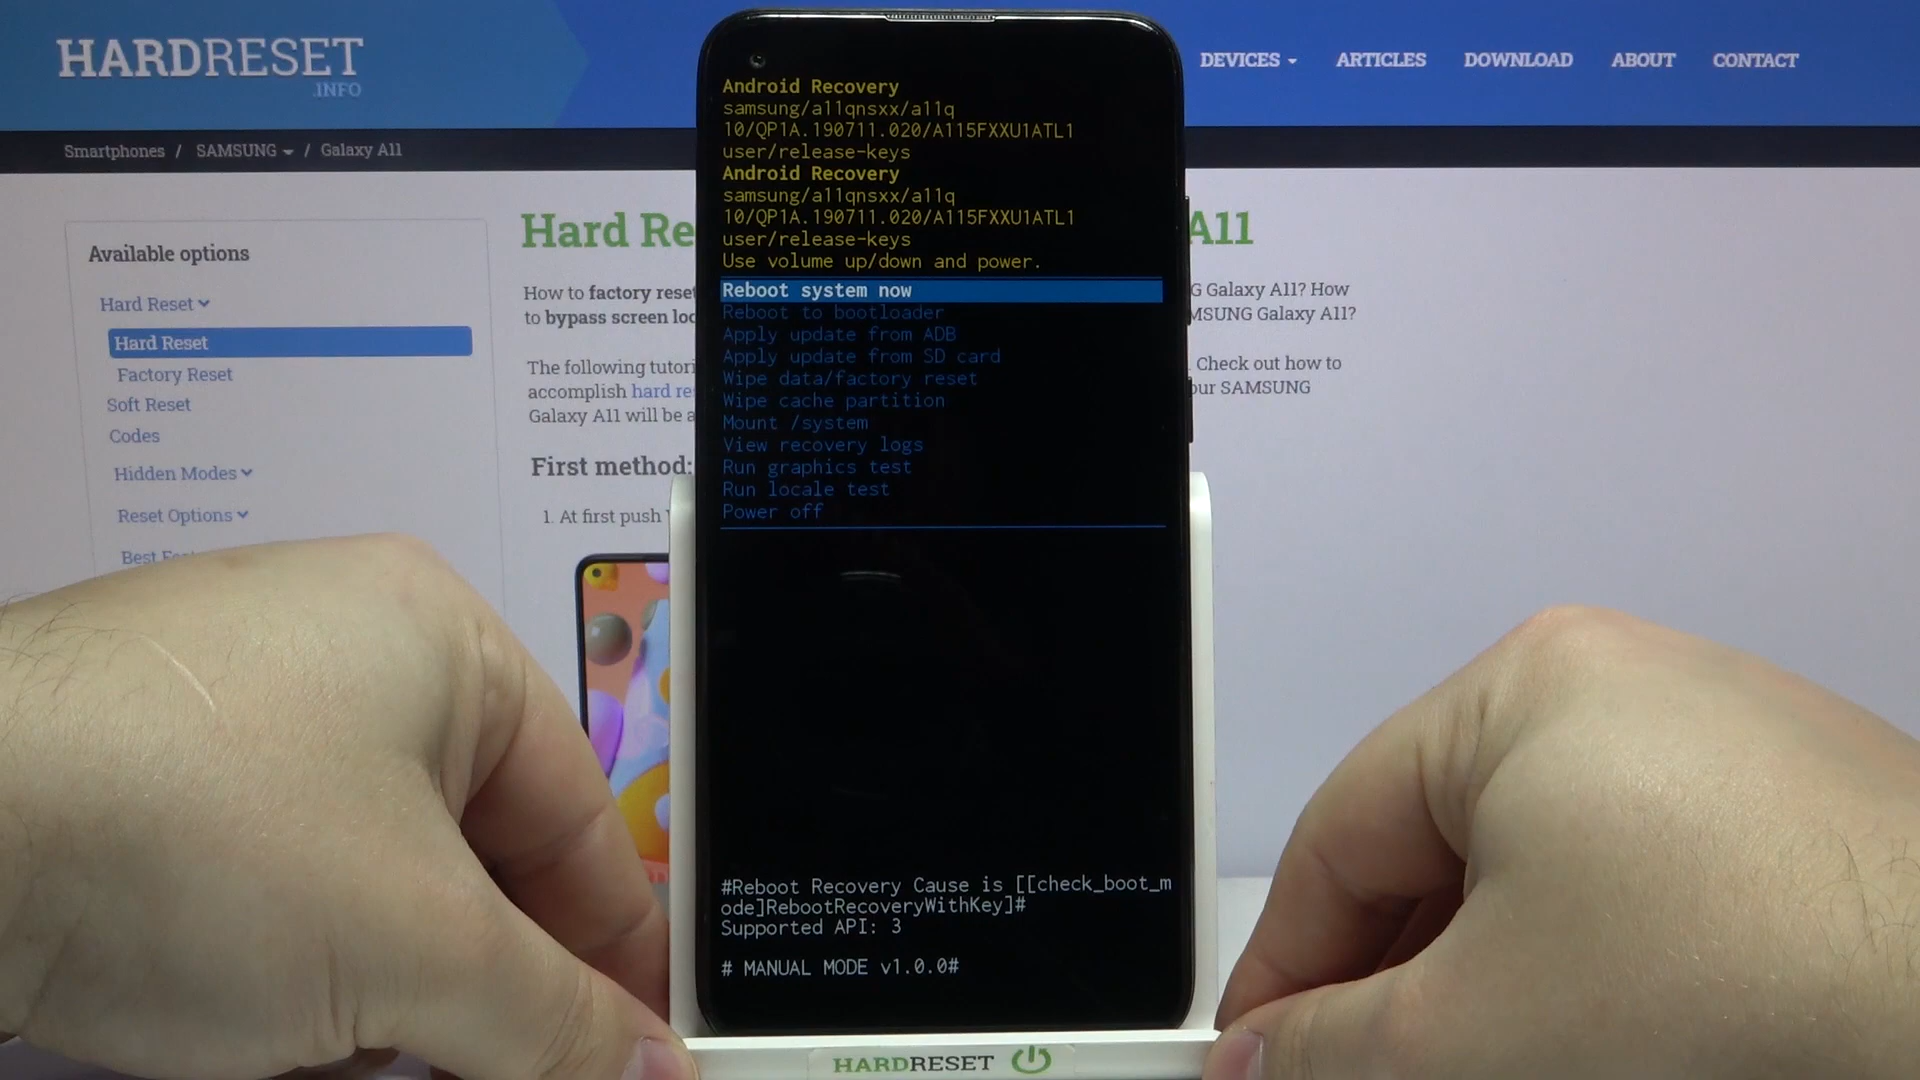 HARDRESET
.INFO
DEVICES
ARTICLES
DOWNLOAD
ABOUT
CONTACT
Smartphones / SAMSUNG / Galaxy A11
Available options
Hard Reset
Hard Reset
Factory Reset
Soft Reset
Codes
Hidden Modes
Reset Options
Best
Hard Re
A11
How to factory reset
G Galaxy A11? How
to bypass screen loc
MSUNG Galaxy A11?
The following tutori
Check out how to
accomplish hard re
our SAMSUNG
Galaxy A11 will be a
First method:
1. At first push
Android Recovery
samsung/a11qnsxx/a11q
10/QP1A.190711.020/A115FXXU1ATL1
user/release-keys
Android Recovery
samsung/a11qnsxx/a11q
10/QP1A.190711.020/A115FXXU1ATL1
user/release-keys
Use volume up/down and power.
Reboot system now
Reboot to bootloader
Apply update from ADB
Apply update from SD card
Wipe data/factory reset
Wipe cache partition
Mount /system
View recovery logs
Run graphics test
Run locale test
Power off
#Reboot Recovery Cause is [[check_boot_m
ode]RebootRecoveryWithKey]#
Supported API: 3
# MANUAL MODE v1.0.0#
HARDRESET